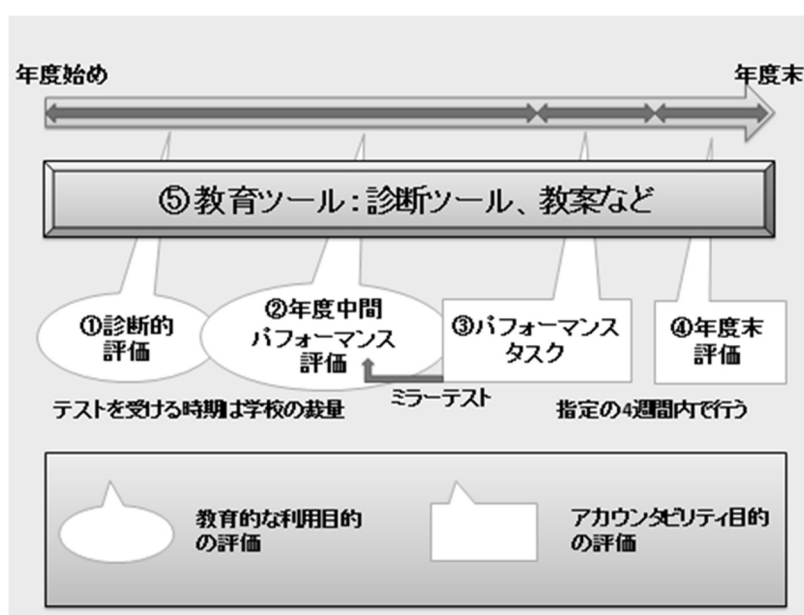 年度始め
年度末
⑤教育ツール:診断ツール、教案など
①診断的
評価
②年度中間
パフォーマンス
評価
③パフォーマンス
タスク
④年度末
評価
ミラーテスト
テストを受ける時期は学校の裁量
指定の4週間内で行う
教育的な利用目的
の評価
アカウンタビリティ目的
の評価